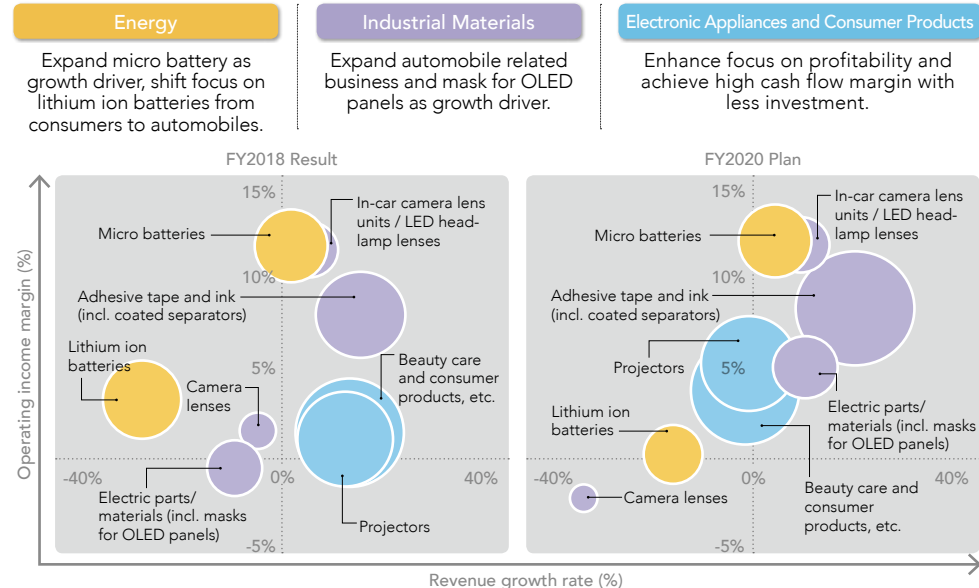 Energy
Expand micro battery as
growth driver, shift focus on
lithium ion batteries from
consumers to automobiles.
Industrial Materials
Expand automobile related
business and mask for OLED
panels as growth driver.
Electronic Appliances and Consumer Products
Enhance focus on profitability and
achieve high cash flow margin with
less investment.
Operating income margin (%)
FY2018 Result
15%
In-car camera lens
units / LED head-
lamp lenses
Micro batteries
10%
Adhesive tape and ink
(incl. coated separators)
Lithium ion
batteries
5%
Beauty care
and consumer
products, etc.
Camera
lenses
-40%
0%
40%
Electric parts/
materials (incl. masks
for OLED panels)
Projectors
-5%
FY2020 Plan
15%
In-car camera lens
units / LED head-
lamp lenses
Micro batteries
10%
Adhesive tape and ink
(incl. coated separators)
Projectors
5%
Electric parts/
materials (incl. masks
for OLED panels)
Lithium ion
batteries
-40%
0%
40%
Camera lenses
Beauty care and
consumer
products, etc.
-5%
Revenue growth rate (%)